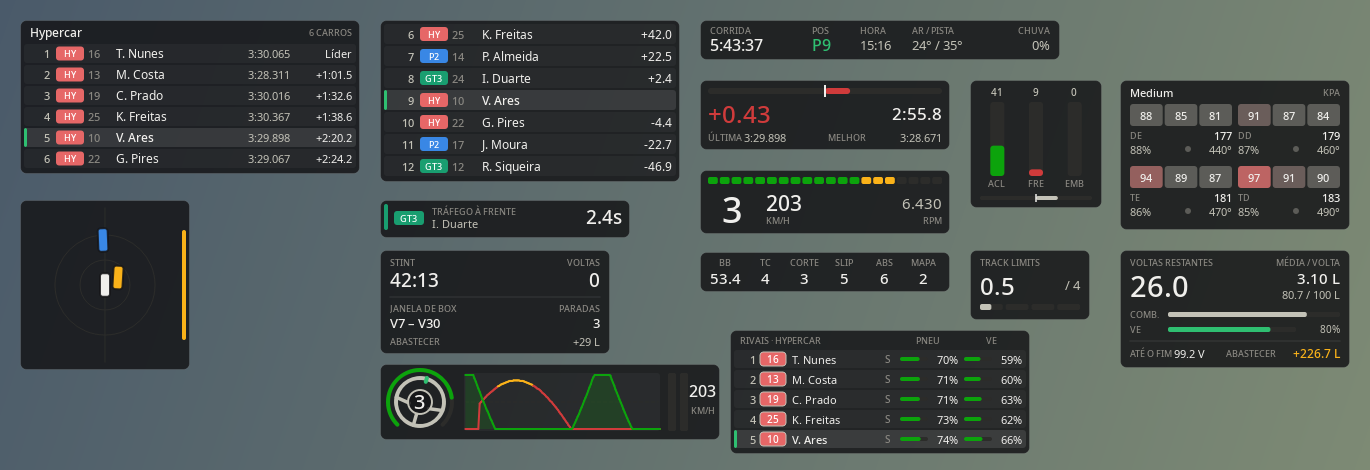 Hypercar 6 CARROS
1 HY 16 T. Nunes 3:30.065 Líder
2 HY 13 M. Costa 3:28.311 +1:01.5
3 HY 19 C. Prado 3:30.016 +1:32.6
4 HY 25 K. Freitas 3:30.367 +1:38.6
5 HY 10 V. Ares 3:29.898 +2:20.2
6 HY 22 G. Pires 3:29.067 +2:24.2
6 HY 25 K. Freitas +42.0
7 P2 14 P. Almeida +22.5
8 GT3 24 I. Duarte +2.4
9 HY 10 V. Ares
10 HY 22 G. Pires -4.4
11 P2 17 J. Moura -22.7
12 GT3 12 R. Siqueira -46.9
GT3 TRÁFEGO À FRENTE
I. Duarte 2.4s
STINT VOLTAS
42:13 0
JANELA DE BOX PARADAS
V7 – V30 3
ABASTECER +29 L
3 203
KM/H
CORRIDA POS HORA AR / PISTA CHUVA
5:43:37 P9 15:16 24° / 35° 0%
+0.43 2:55.8
ÚLTIMA 3:29.898 MELHOR 3:28.671
3 203 6.430
KM/H RPM
BB TC CORTE SLIP ABS MAPA
53.4 4 3 5 6 2
41 9 0
ACL FRE EMB
TRACK LIMITS
0.5 / 4
RIVAIS · HYPERCAR PNEU VE
1 16 T. Nunes S 70% 59%
2 13 M. Costa S 71% 60%
3 19 C. Prado S 71% 63%
4 25 K. Freitas S 73% 62%
5 10 V. Ares S 74% 66%
Medium KPA
88 85 81 91 87 84
DE 177 DD 179
88% 440° 87% 460°
94 89 87 97 91 90
TE 181 TD 183
86% 470° 85% 490°
VOLTAS RESTANTES MÉDIA / VOLTA
26.0 3.10 L
80.7 / 100 L
COMB.
VE 80%
ATÉ O FIM 99.2 V ABASTECER +226.7 L